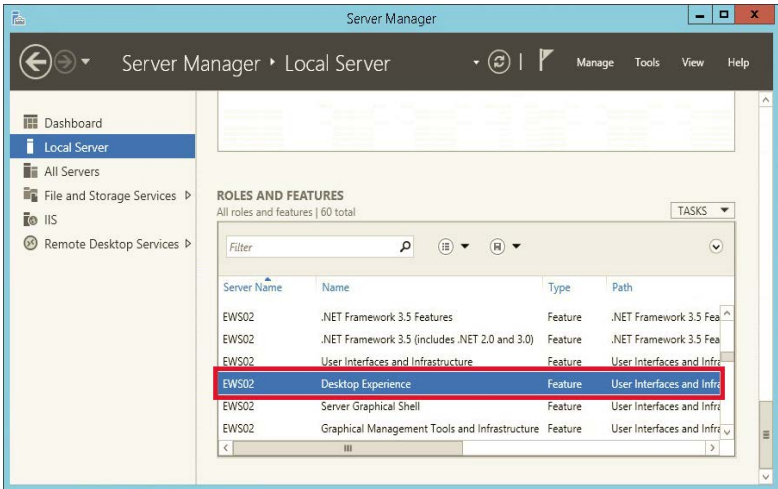 Server Manager
Server Manager ‣ Local Server
Manage Tools View Help
Dashboard
Local Server
All Servers
File and Storage Services
IIS
Remote Desktop Services
ROLES AND FEATURES
All roles and features | 60 total
TASKS
Filter
Server Name Name Type Path
EWS02 .NET Framework 3.5 Features Feature .NET Framework 3.5 Fea
EWS02 .NET Framework 3.5 (includes .NET 2.0 and 3.0) Feature .NET Framework 3.5 Fea
EWS02 User Interfaces and Infrastructure Feature User Interfaces and Infra
EWS02 Desktop Experience Feature User Interfaces and Infra
EWS02 Server Graphical Shell Feature User Interfaces and Infra
EWS02 Graphical Management Tools and Infrastructure Feature User Interfaces and Infra